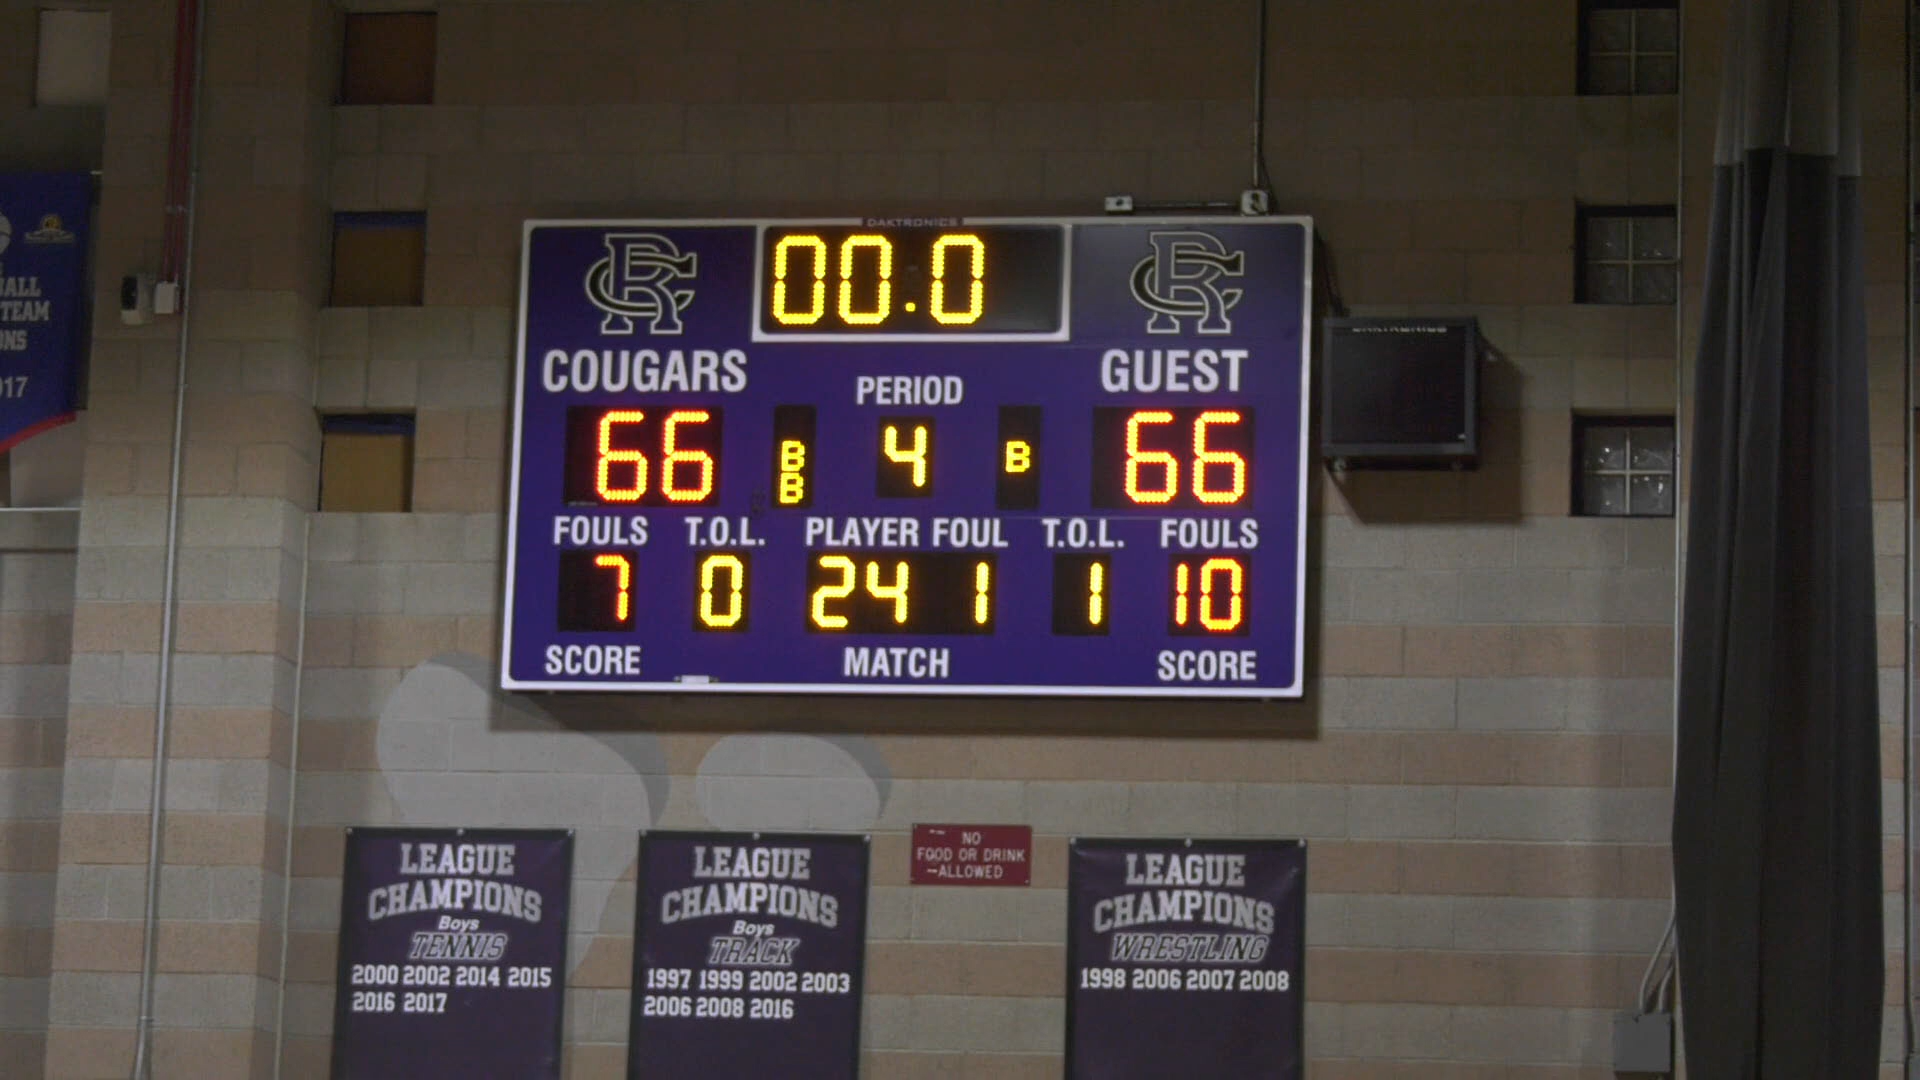 DAKTRONICS
00.0
COUGARS
PERIOD
GUEST
66 B B 4 B 66
FOULS T.O.L. PLAYER FOUL T.O.L. FOULS
7 0 24 1 1 10
SCORE MATCH SCORE
DAKTRONICS
TEAM
LEAGUE
CHAMPIONS
Boys
TENNIS
2000 2002 2014 2015
2016 2017
LEAGUE
CHAMPIONS
Boys
TRACK
1997 1999 2002 2003
2006 2008 2016
NO
FOOD OR DRINK
ALLOWED
LEAGUE
CHAMPIONS
WRESTLING
1998 2006 2007 2008